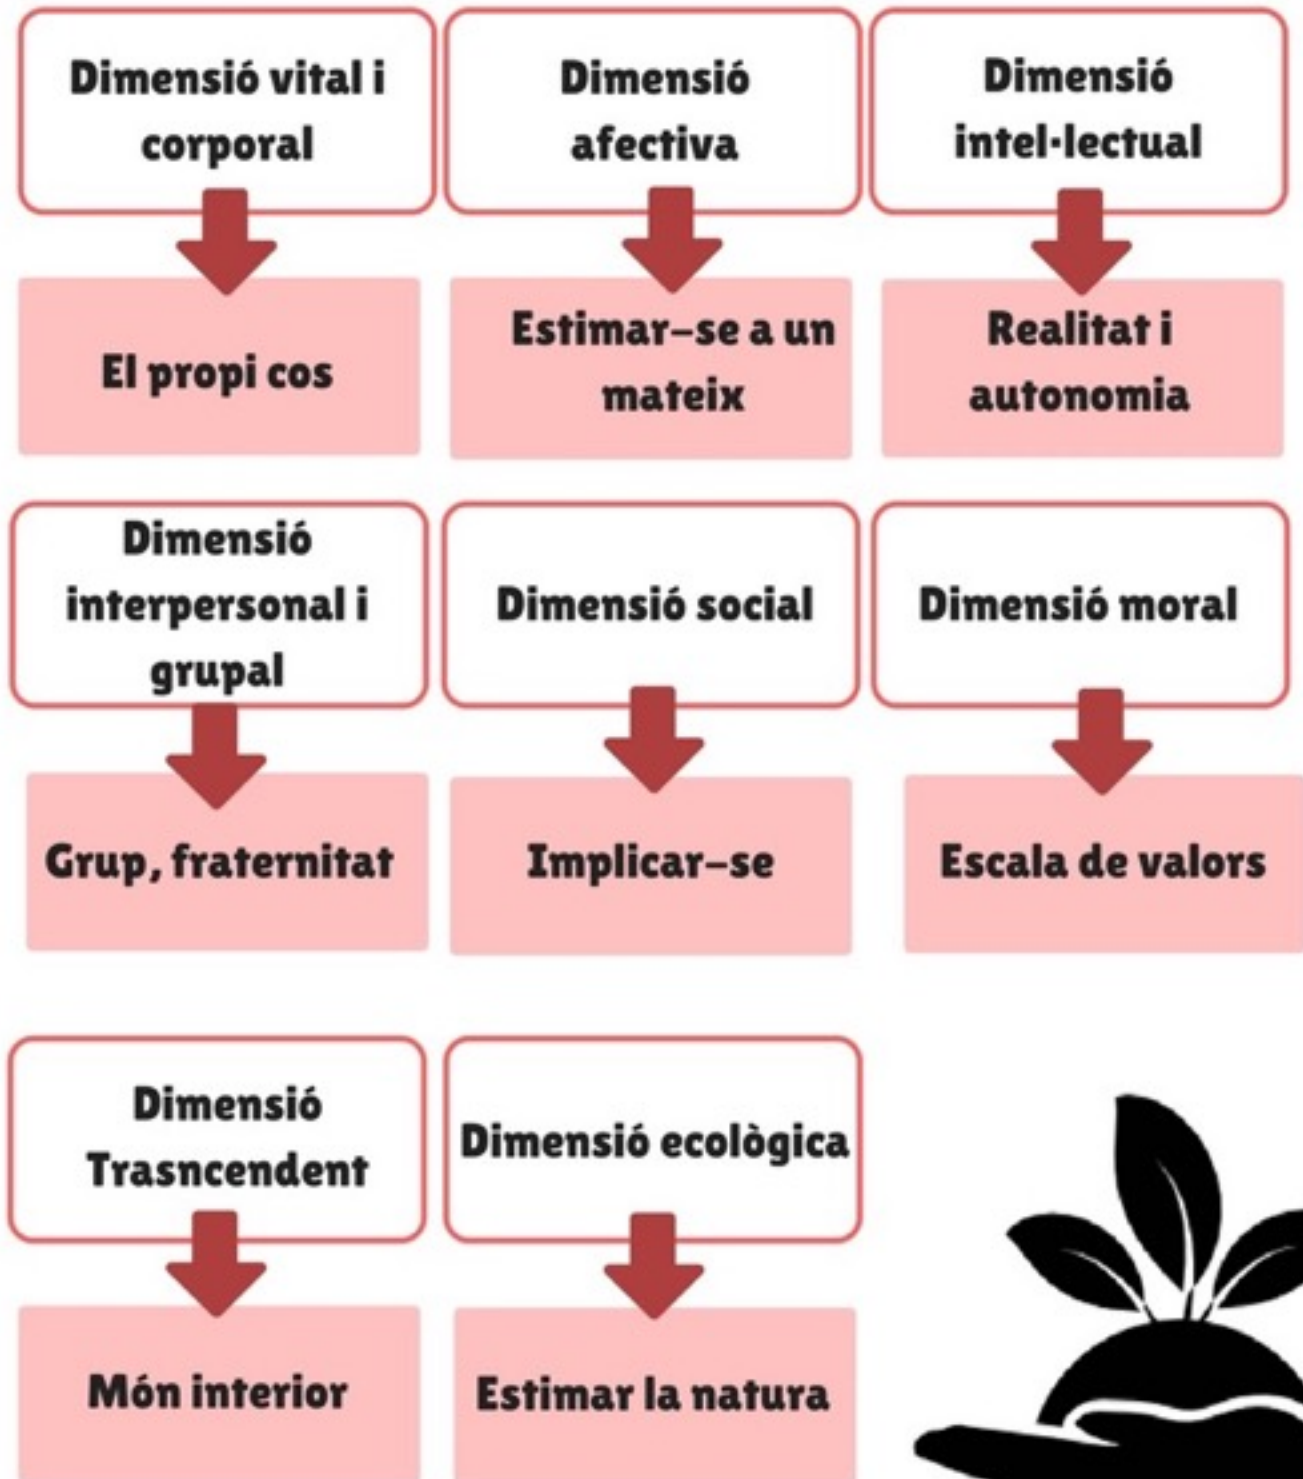 Dimensió vital i
corporal
Dimensió
afectiva
Dimensió
intel·lectual
El propi cos
Estimar-se a un
mateix
Realitat i
autonomia
Dimensió
interpersonal i
grupal
Dimensió social
Dimensió moral
Grup, fraternitat
Implicar-se
Escala de valors
Dimensió
Trasncendent
Dimensió ecològica
Món interior
Estimar la natura